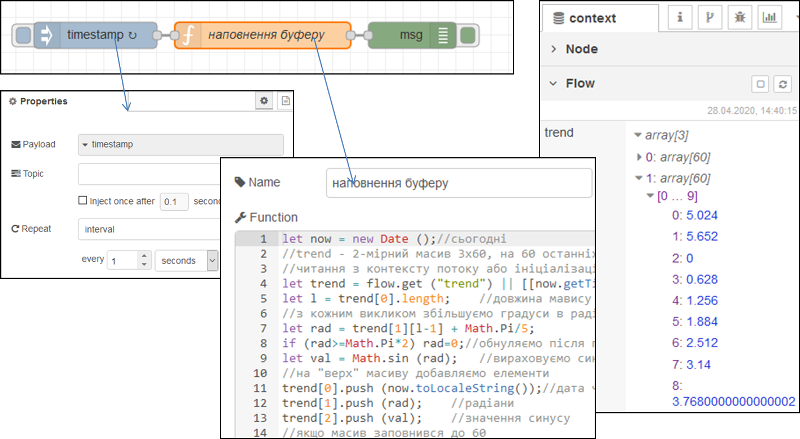 timestamp ↻
наповнення буферу
msg
Properties
Payload
timestamp
Topic
Inject once after 0.1 second
Repeat
interval
every 1 seconds
Name
наповнення буферу
Function
1 let now = new Date ();//сьогодні
2 //trend - 2-мірний масив 3х60, на 60 останніх
3 //читання з контексту потоку або ініціалізаці
4 let trend = flow.get ("trend") || [[now.getTi
5 let l = trend[0].length; //довжина мавису
6 //з кожним викликом збільшуємо градуси в раді
7 let rad = trend[1][l-1] + Math.Pi/5;
8 if (rad>=Math.Pi*2) rad=0;//обнуляємо після п
9 let val = Math.sin (rad); //вираховуємо син
10 //на "верх" масиву добавляємо елементи
11 trend[0].push (now.toLocaleString());//дата ч
12 trend[1].push (rad); //радіани
13 trend[2].push (val); //значення синусу
14 //якщо масив заповнився до 60
context
Node
Flow
28.04.2020, 14:40:15
trend
array[3]
0: array[60]
1: array[60]
[0 … 9]
0: 5.024
1: 5.652
2: 0
3: 0.628
4: 1.256
5: 1.884
6: 2.512
7: 3.14
8:
3.7680000000000002